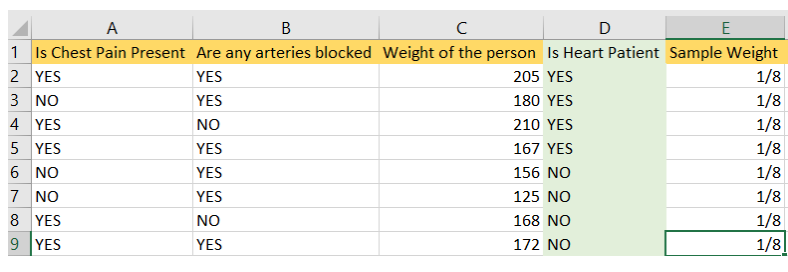 A B C D E
1 Is Chest Pain Present Are any arteries blocked Weight of the person Is Heart Patient Sample Weight
2 YES YES 205 YES 1/8
3 NO YES 180 YES 1/8
4 YES NO 210 YES 1/8
5 YES YES 167 YES 1/8
6 NO YES 156 NO 1/8
7 NO YES 125 NO 1/8
8 YES NO 168 NO 1/8
9 YES YES 172 NO 1/8